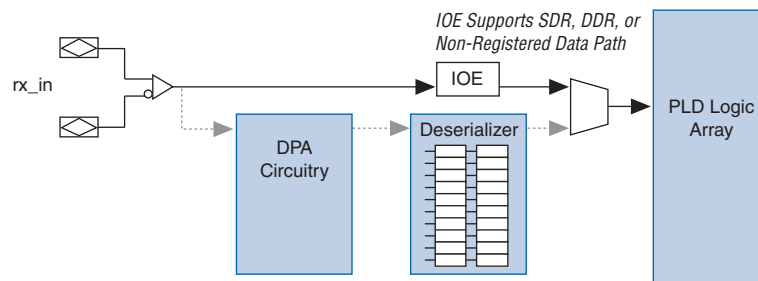 IOE Supports SDR, DDR, or
Non-Registered Data Path
rx_in
IOE
PLD Logic
Array
DPA
Circuitry
Deserializer